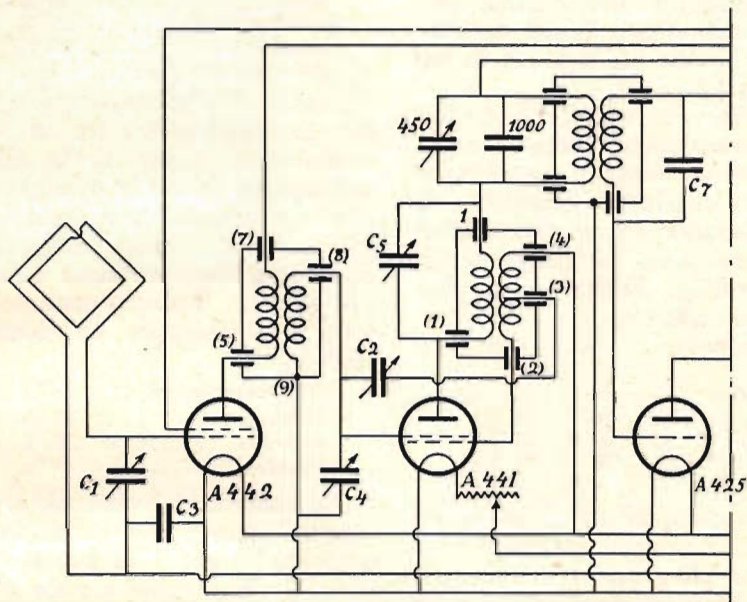 450
1000
C7
C5
1
(7)
(8)
(4)
(3)
(1)
(5)
(2)
C2
(9)
C1
A 442
C4
A 441
A 425
C3